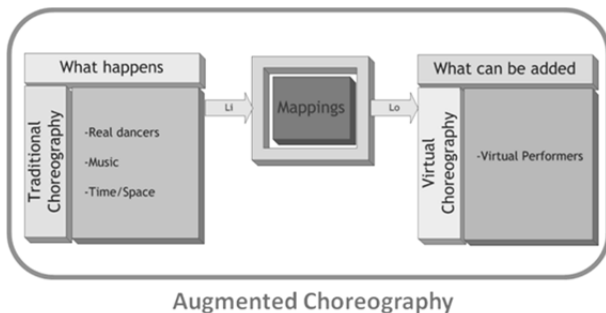 What happens
Traditional
Choreography
-Real dancers
-Music
-Time/Space
Li
Mappings
Lo
What can be added
Virtual
Choreography
-Virtual Performers
Augmented Choreography